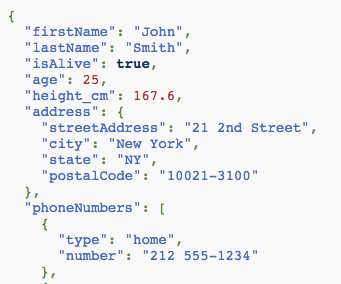 {
  "firstName": "John",
  "lastName": "Smith",
  "isAlive": true,
  "age": 25,
  "height_cm": 167.6,
  "address": {
    "streetAddress": "21 2nd Street",
    "city": "New York",
    "state": "NY",
    "postalCode": "10021-3100"
  },
  "phoneNumbers": [
    {
      "type": "home",
      "number": "212 555-1234"
    },